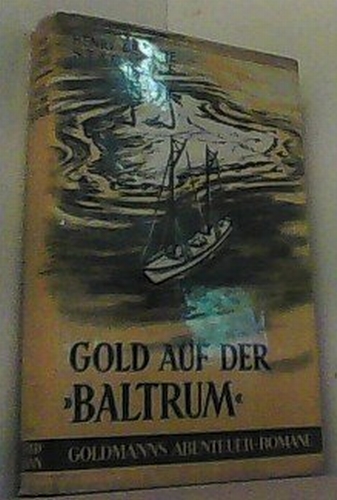 GOLD AUF DER
»BALTRUM«
GOLDMANNS ABENTEUER-ROMANE